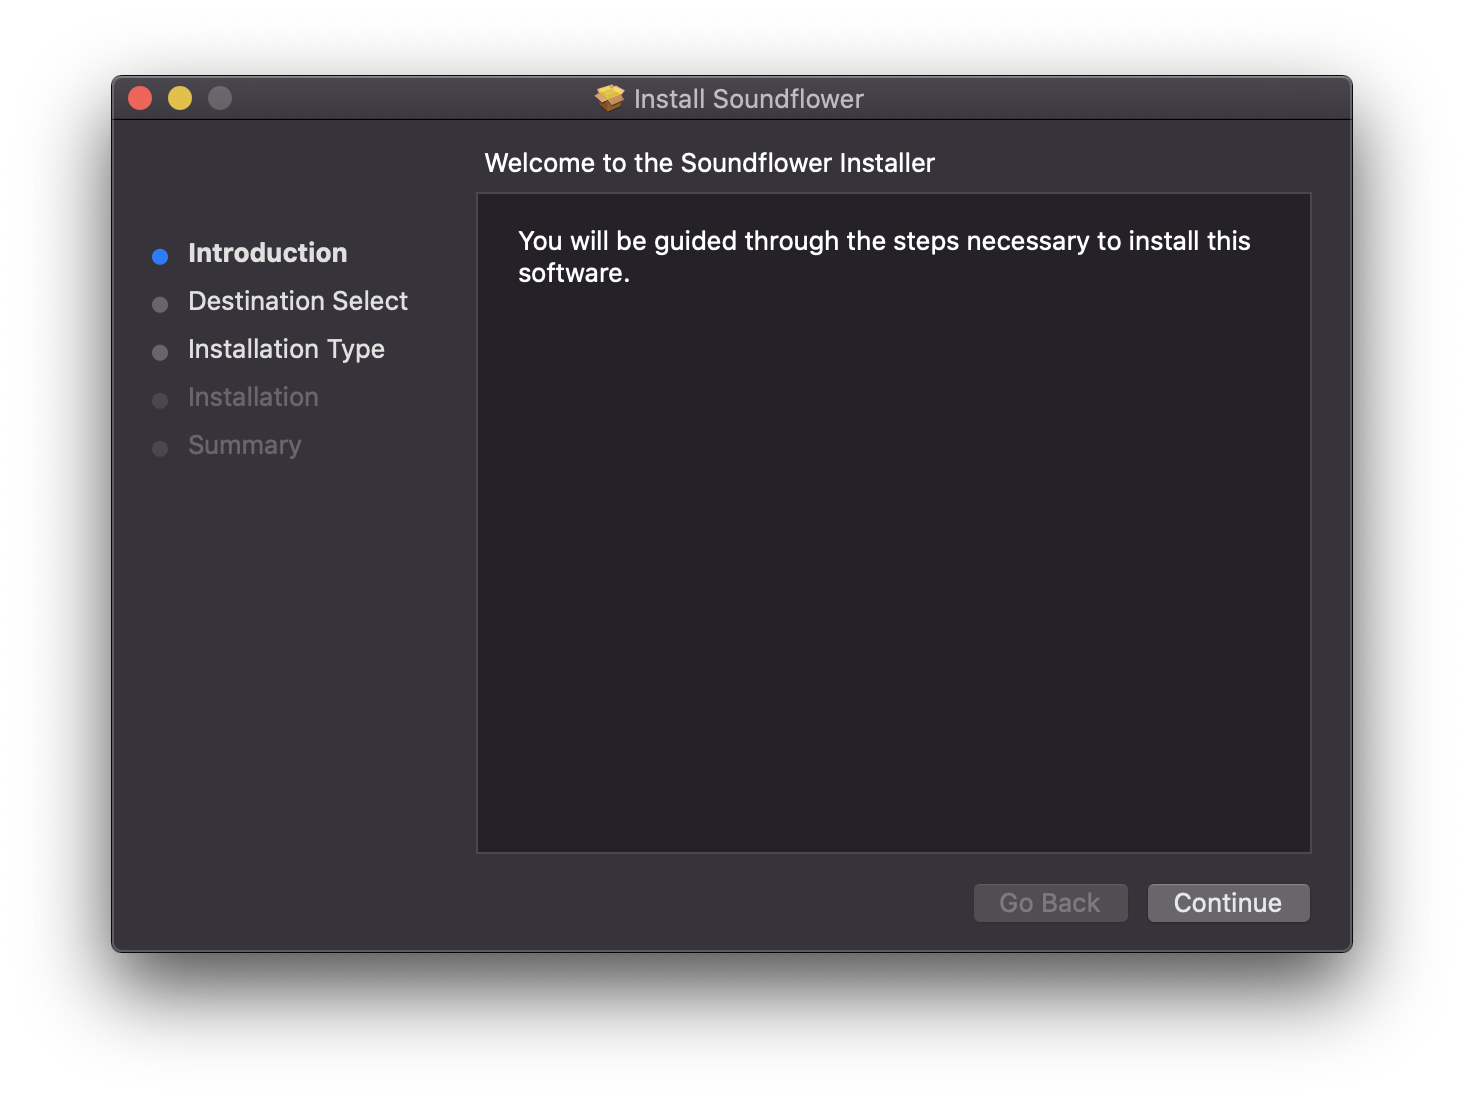 Install Soundflower
Welcome to the Soundflower Installer
Introduction
Destination Select
Installation Type
Installation
Summary
You will be guided through the steps necessary to install this
software.
Go Back
Continue